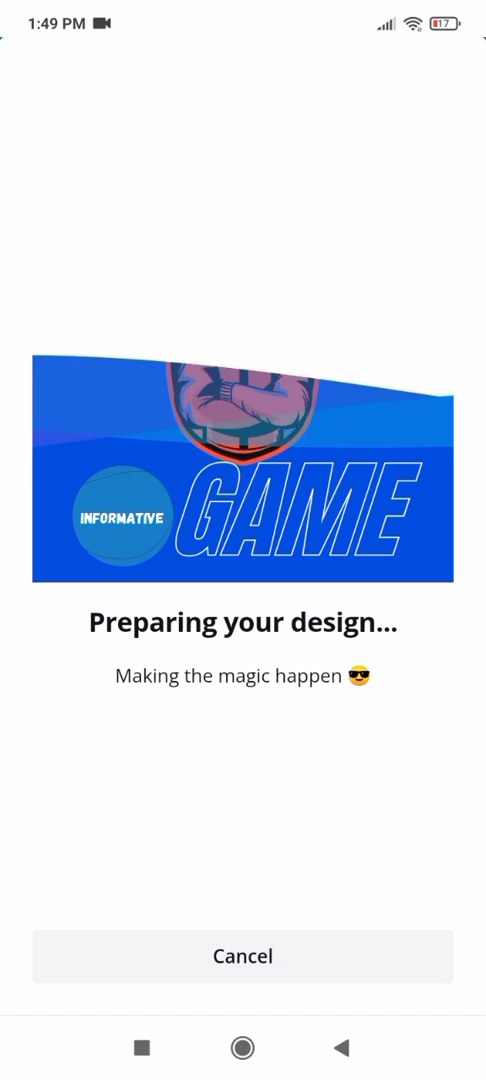 1:49 PM
17
INFORMATIVE
GAME
Preparing your design...
Making the magic happen 😎
Cancel